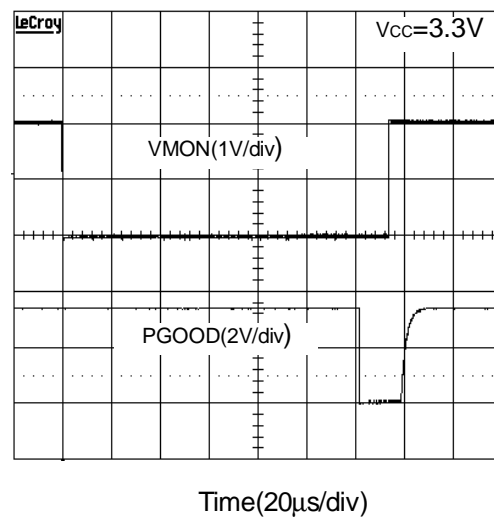 LeCroy
VCC=3.3V
VMON(1V/div)
PGOOD(2V/div)
Time(20μs/div)